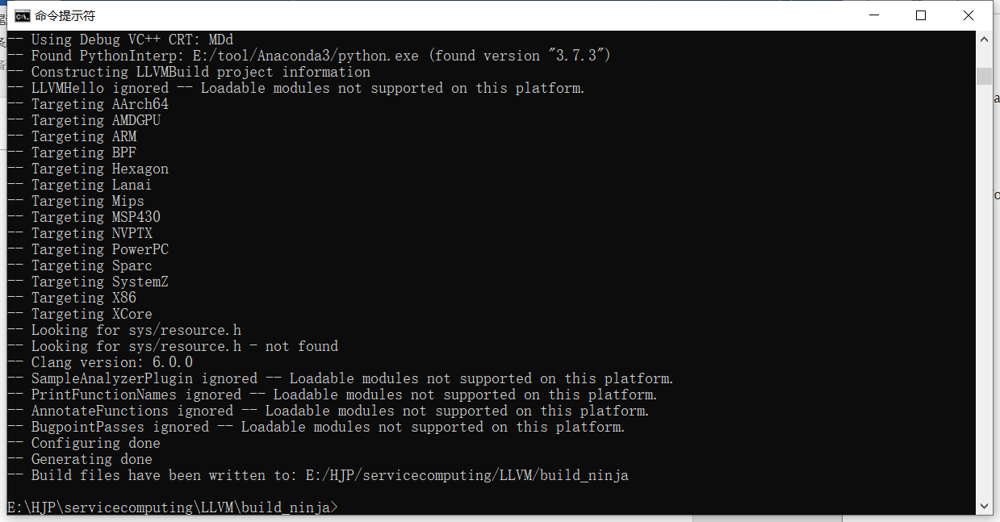 命令提示符
-- Using Debug VC++ CRT: MDd
-- Found PythonInterp: E:/tool/Anaconda3/python.exe (found version "3.7.3")
-- Constructing LLVMBuild project information
-- LLVMHello ignored -- Loadable modules not supported on this platform.
-- Targeting AArch64
-- Targeting AMDGPU
-- Targeting ARM
-- Targeting BPF
-- Targeting Hexagon
-- Targeting Lanai
-- Targeting Mips
-- Targeting MSP430
-- Targeting NVPTX
-- Targeting PowerPC
-- Targeting Sparc
-- Targeting SystemZ
-- Targeting X86
-- Targeting XCore
-- Looking for sys/resource.h
-- Looking for sys/resource.h - not found
-- Clang version: 6.0.0
-- SampleAnalyzerPlugin ignored -- Loadable modules not supported on this platform.
-- PrintFunctionNames ignored -- Loadable modules not supported on this platform.
-- AnnotateFunctions ignored -- Loadable modules not supported on this platform.
-- BugpointPasses ignored -- Loadable modules not supported on this platform.
-- Configuring done
-- Generating done
-- Build files have been written to: E:/HJP/servicecomputing/LLVM/build_ninja
E:\HJP\servicecomputing\LLVM\build_ninja>